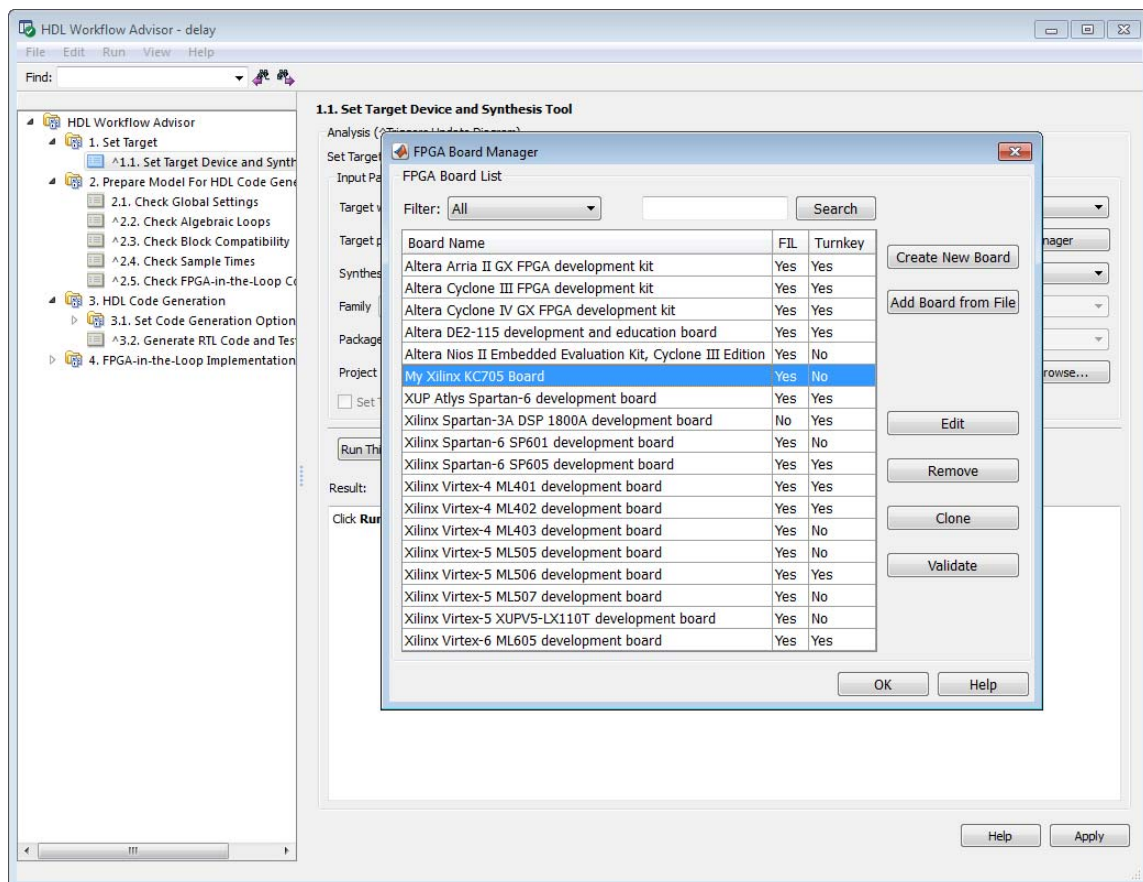 HDL Workflow Advisor - delay
File Edit Run View Help
Find:
HDL Workflow Advisor
1. Set Target
^1.1. Set Target Device and Synth
2. Prepare Model For HDL Code Gene
2.1. Check Global Settings
^2.2. Check Algebraic Loops
^2.3. Check Block Compatibility
^2.4. Check Sample Times
^2.5. Check FPGA-in-the-Loop Co
3. HDL Code Generation
3.1. Set Code Generation Option
^3.2. Generate RTL Code and Tes
4. FPGA-in-the-Loop Implementation
1.1. Set Target Device and Synthesis Tool
Analysis (^Triggers Update Diagram)
Set Target
Input Pa
Target w
Target p
nager
Synthes
Family
Package
Project
rowse...
Set T
Run Thi
Result:
Click Run
FPGA Board Manager
FPGA Board List
Filter: All Search
Board Name FIL Turnkey
Altera Arria II GX FPGA development kit Yes Yes
Altera Cyclone III FPGA development kit Yes Yes
Altera Cyclone IV GX FPGA development kit Yes Yes
Altera DE2-115 development and education board Yes Yes
Altera Nios II Embedded Evaluation Kit, Cyclone III Edition Yes No
My Xilinx KC705 Board Yes No
XUP Atlys Spartan-6 development board Yes Yes
Xilinx Spartan-3A DSP 1800A development board No Yes
Xilinx Spartan-6 SP601 development board Yes No
Xilinx Spartan-6 SP605 development board Yes Yes
Xilinx Virtex-4 ML401 development board Yes Yes
Xilinx Virtex-4 ML402 development board Yes Yes
Xilinx Virtex-4 ML403 development board Yes No
Xilinx Virtex-5 ML505 development board Yes No
Xilinx Virtex-5 ML506 development board Yes Yes
Xilinx Virtex-5 ML507 development board Yes No
Xilinx Virtex-5 XUPV5-LX110T development board Yes No
Xilinx Virtex-6 ML605 development board Yes Yes
Create New Board
Add Board from File
Edit
Remove
Clone
Validate
OK Help
Help Apply